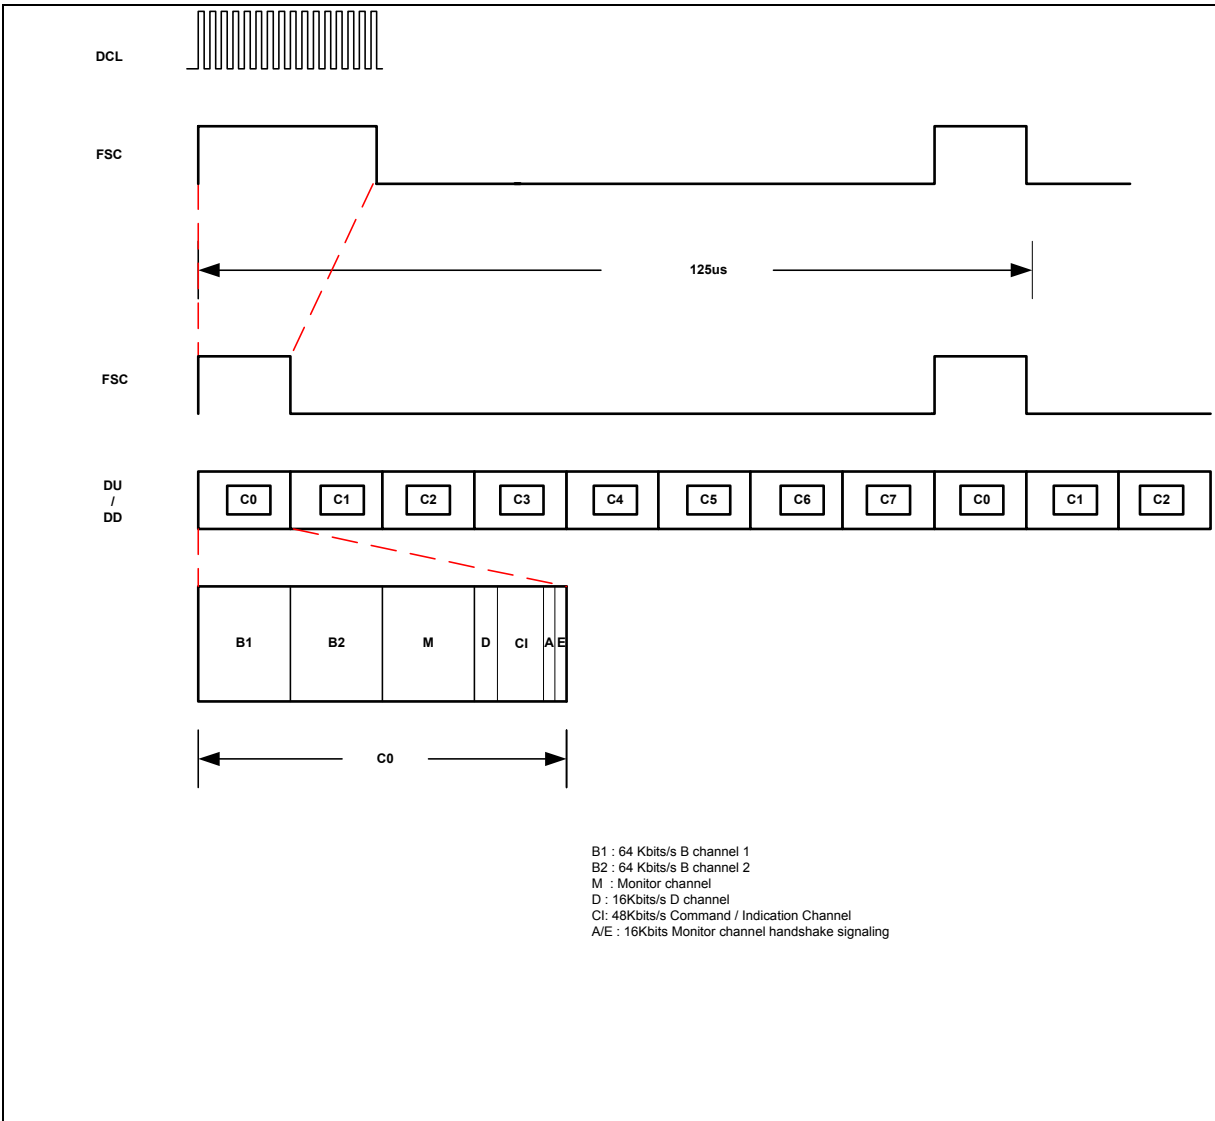 DCL
FSC
125us
FSC
DU
/
DD
C0 C1 C2 C3 C4 C5 C6 C7 C0 C1 C2
B1 B2 M D CI A E
C0
B1 : 64 Kbits/s B channel 1
B2 : 64 Kbits/s B channel 2
M : Monitor channel
D : 16Kbits/s D channel
CI: 48Kbits/s Command / Indication Channel
A/E : 16Kbits Monitor channel handshake signaling